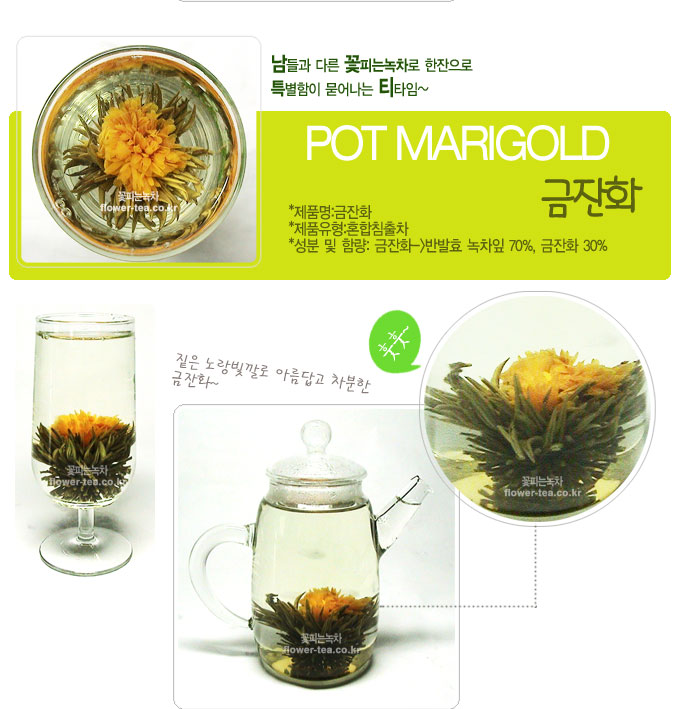 남들과 다른 꽃피는녹차로 한잔으로
특별함이 묻어나는 티타임~
POT MARIGOLD
금잔화
*제품명:금잔화
*제품유형:혼합침출차
*성분 및 함량: 금잔화->반발효 녹차잎 70%, 금잔화 30%
꽃피는녹차
flower-tea.co.kr
짙은 노랑빛깔로 아름답고 차분한
금잔화~
홋홋~
꽃피는녹차
flower-tea.co.kr
꽃피는녹차
flower-tea.co.kr
꽃피는녹차
flower-tea.co.kr